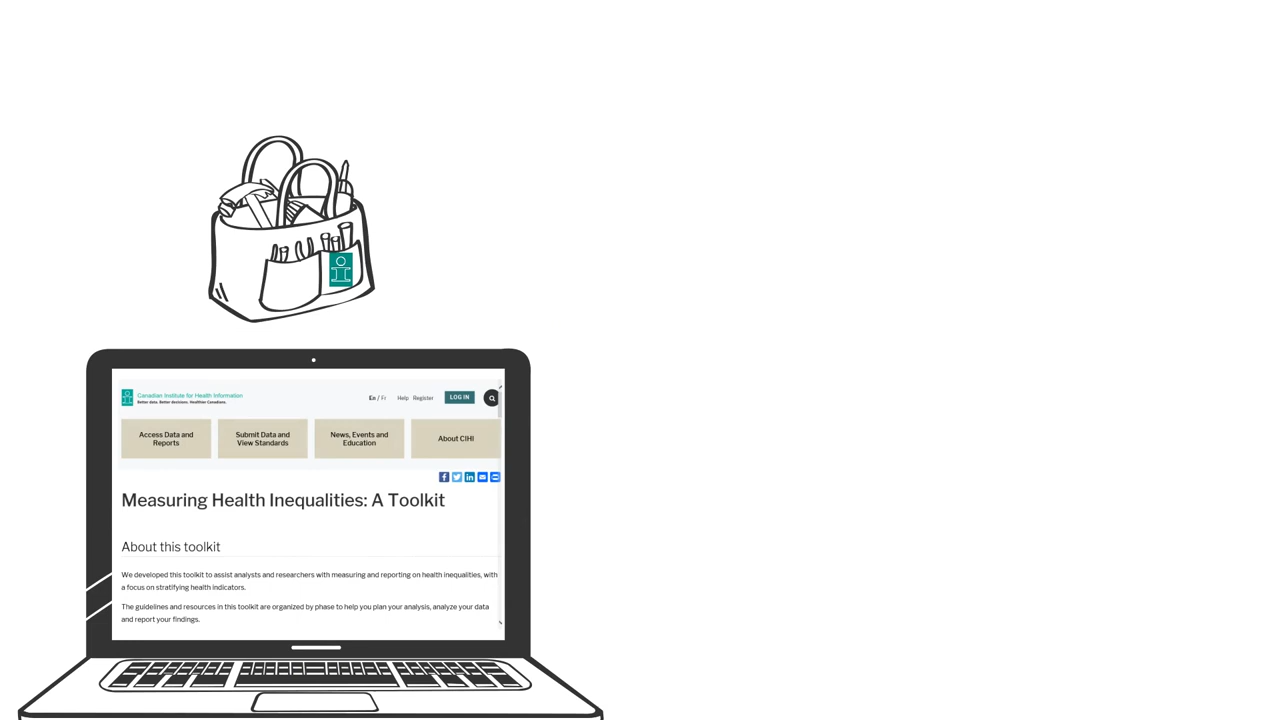 Canadian Institute for Health Information
Better data. Better decisions. Healthier Canadians.
En / Fr
Help
Register
LOG IN
Access Data and
Reports
Submit Data and
View Standards
News, Events and
Education
About CIHI
Measuring Health Inequalities: A Toolkit
About this toolkit
We developed this toolkit to assist analysts and researchers with measuring and reporting on health inequalities, with
a focus on stratifying health indicators.
The guidelines and resources in this toolkit are organized by phase to help you plan your analysis, analyze your data
and report your findings.